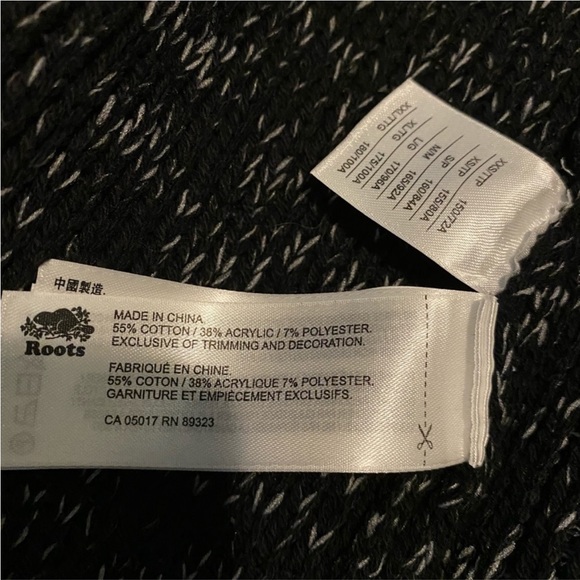 XXS/TTP 150/72A
XS/TP 155/80A
S/P 160/84A
M/M 165/92A
L/G 170/96A
XL/TG 175/100A
XXL/TTG 180/100A
中國製造.
Roots
MADE IN CHINA
55% COTTON / 38% ACRYLIC / 7% POLYESTER.
EXCLUSIVE OF TRIMMING AND DECORATION.
FABRIQUÉ EN CHINE.
55% COTON / 38% ACRYLIQUE 7% POLYESTER.
GARNITURE ET EMPIÈCEMENT EXCLUSIFS.
CA 05017 RN 89323